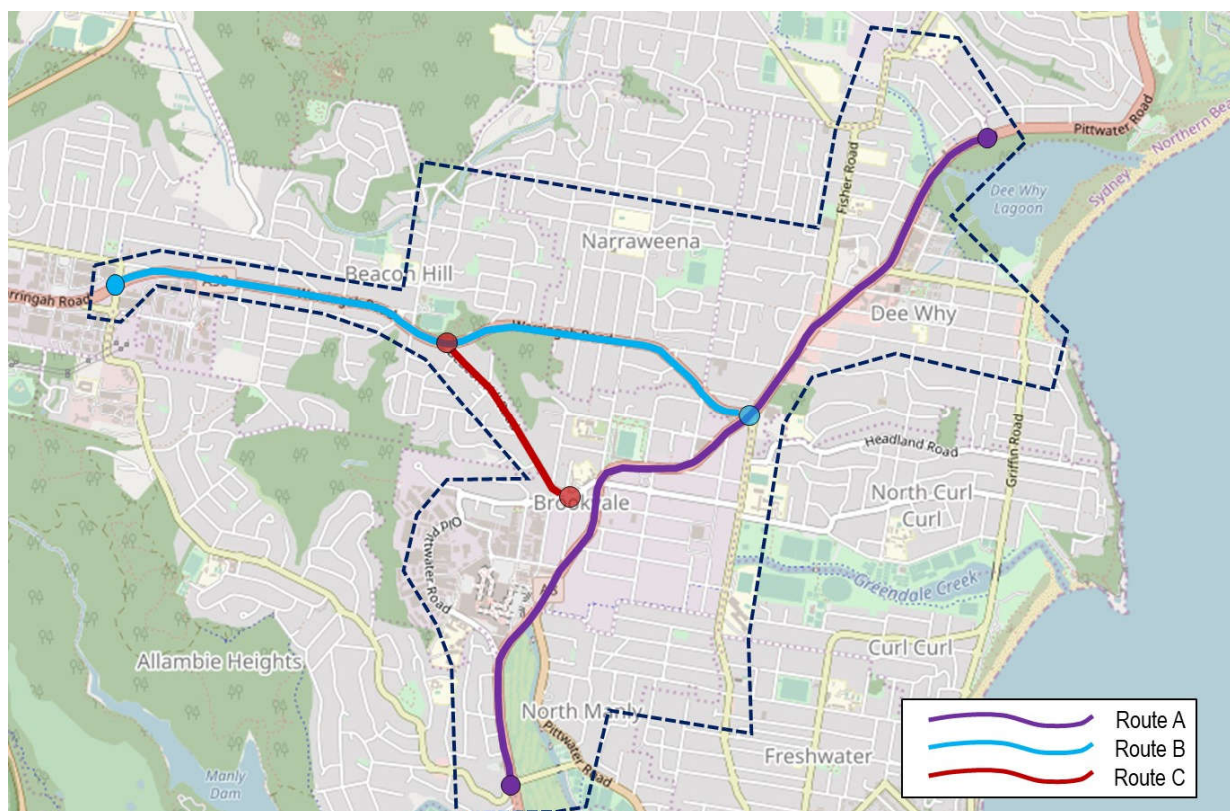 Pittwater Road
Northern Be
Sydney
Fisher Road
Dee Why
Lagoon
Narraweena
Beacon Hill
rringah Road
Dee Why
Headland Road
Griffin Road
North Curl
Curl
Brookvale
Pittwater Road
Greendale Creek
Allambie Heights
Curl Curl
North Manly
Pittwater Road
Freshwater
Manly
Dam
Route A
Route B
Route C